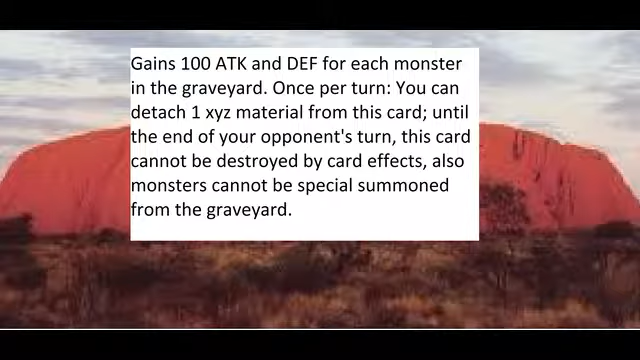 Gains 100 ATK and DEF for each monster
in the graveyard. Once per turn: You can
detach 1 xyz material from this card; until
the end of your opponent's turn, this card
cannot be destroyed by card effects, also
monsters cannot be special summoned
from the graveyard.